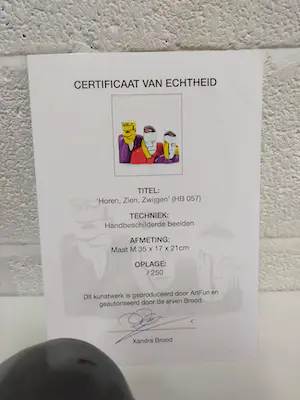 CERTIFICAAT VAN ECHTHEID
TITEL:
'Horen, Zien, Zwijgen' (HB 057)
TECHNIEK:
Handbeschilderde beelden
AFMETING:
Maat M 35 x 17 x 21cm
OPLAGE:
/ 250
Dit kunstwerk is geproduceerd door ArtFun en
geautoriseerd door de erven Brood.
Xandra Brood